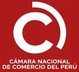 CÁMARA NACIONAL
DE COMERCIO DEL PERÚ